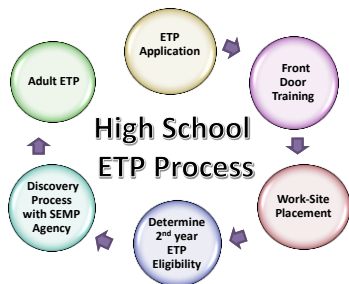 ETP
Application
Front
Door
Training
Work-Site
Placement
Determine
2nd year
ETP
Eligibility
Discovery
Process
with SEMP
Agency
Adult ETP
High School
ETP Process